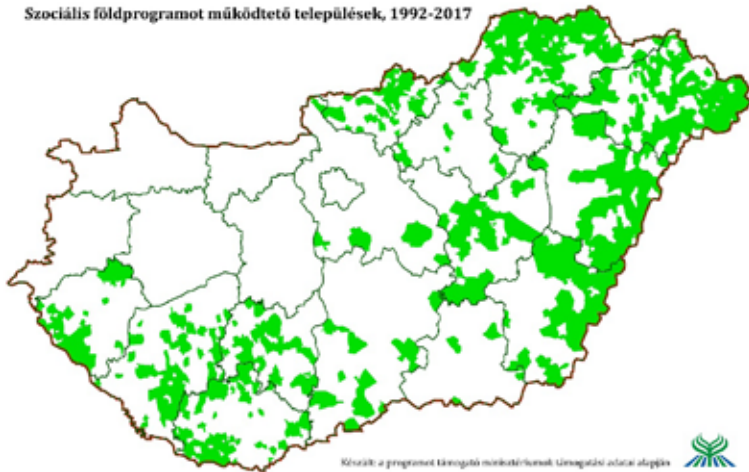 Szociális földprogramot működtető települések, 1992-2017
Készült: a programot támogató minisztériumok támogatási adatai alapján